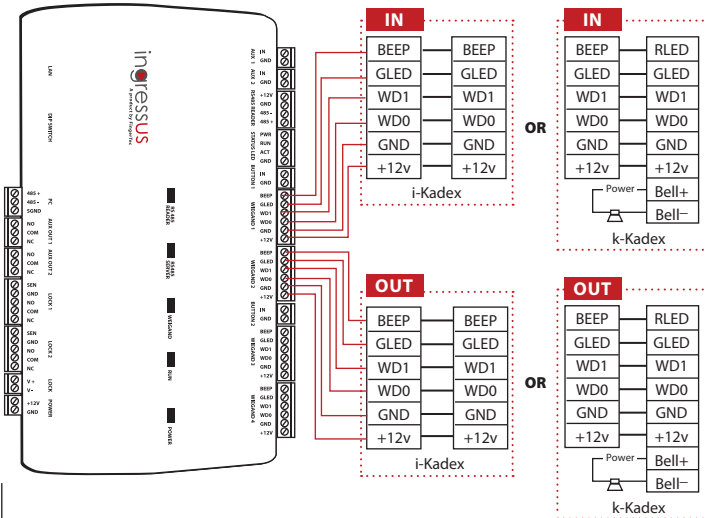 ingressus
A product by FingerTec
LAN
DIP SWITCH
RS 485 READER
RS485 SERVER
WIEGAND
RUN
POWER
485 +
485 -
SGND
PC
NO
COM
NC
AUX OUT 1
NO
COM
NC
AUX OUT 2
SEN
GND
NO
COM
NC
LOCK 1
SEN
GND
NO
COM
NC
LOCK 2
V +
V -
LOCK
+12V
GND
POWER
IN
GND
AUX 1
IN
GND
AUX 2
+12V
GND
485 -
485 +
RS485 READER
PWR
RUN
ACT
GND
STATUS LED
IN
GND
BUTTON 1
BEEP
GLED
WD1
WD0
GND
+12V
WIEGAND 1
BEEP
GLED
WD1
WD0
GND
+12V
WIEGAND 2
IN
GND
BUTTON 2
BEEP
GLED
WD1
WD0
GND
+12V
WIEGAND 3
BEEP
GLED
WD1
WD0
GND
+12V
WIEGAND 4
IN
BEEP BEEP
GLED GLED
WD1 WD1
WD0 WD0
GND GND
+12v +12v
i-Kadex
OR
IN
BEEP RLED
GLED GLED
WD1 WD1
WD0 WD0
GND GND
+12v +12v
Power Bell+
Bell–
k-Kadex
OUT
BEEP BEEP
GLED GLED
WD1 WD1
WD0 WD0
GND GND
+12v +12v
i-Kadex
OR
OUT
BEEP RLED
GLED GLED
WD1 WD1
WD0 WD0
GND GND
+12v +12v
Power Bell+
Bell–
k-Kadex